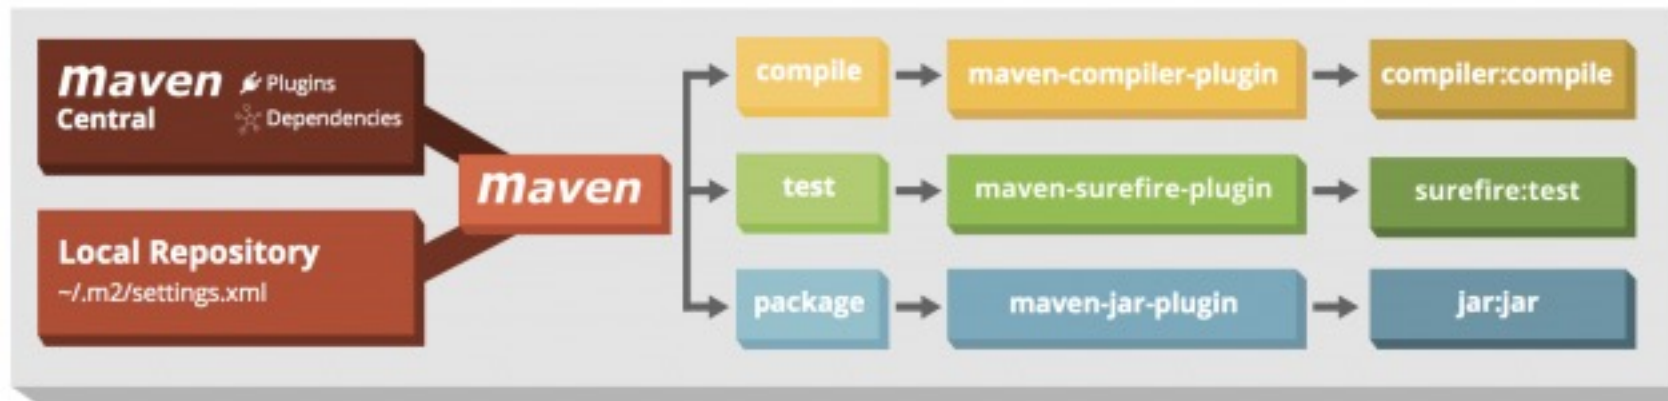 maven Plugins
Central Dependencies
Local Repository
~/.m2/settings.xml
maven
compile maven-compiler-plugin compiler:compile
test maven-surefire-plugin surefire:test
package maven-jar-plugin jar:jar